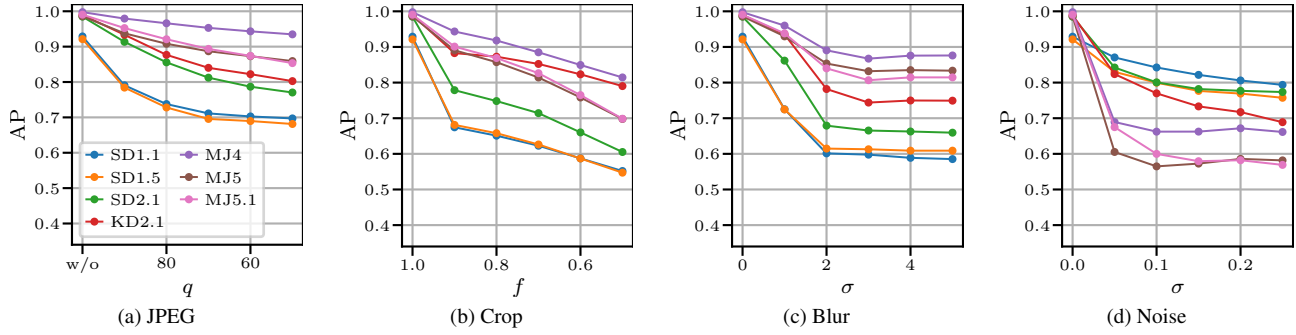 AP
1.0
0.9
0.8
0.7
0.6
0.5
0.4
SD1.1
SD1.5
SD2.1
KD2.1
MJ4
MJ5
MJ5.1
w/o 80 60
q
(a) JPEG
AP
1.0
0.9
0.8
0.7
0.6
0.5
0.4
1.0 0.8 0.6
f
(b) Crop
AP
1.0
0.9
0.8
0.7
0.6
0.5
0.4
0 2 4
σ
(c) Blur
AP
1.0
0.9
0.8
0.7
0.6
0.5
0.4
0.0 0.1 0.2
σ
(d) Noise